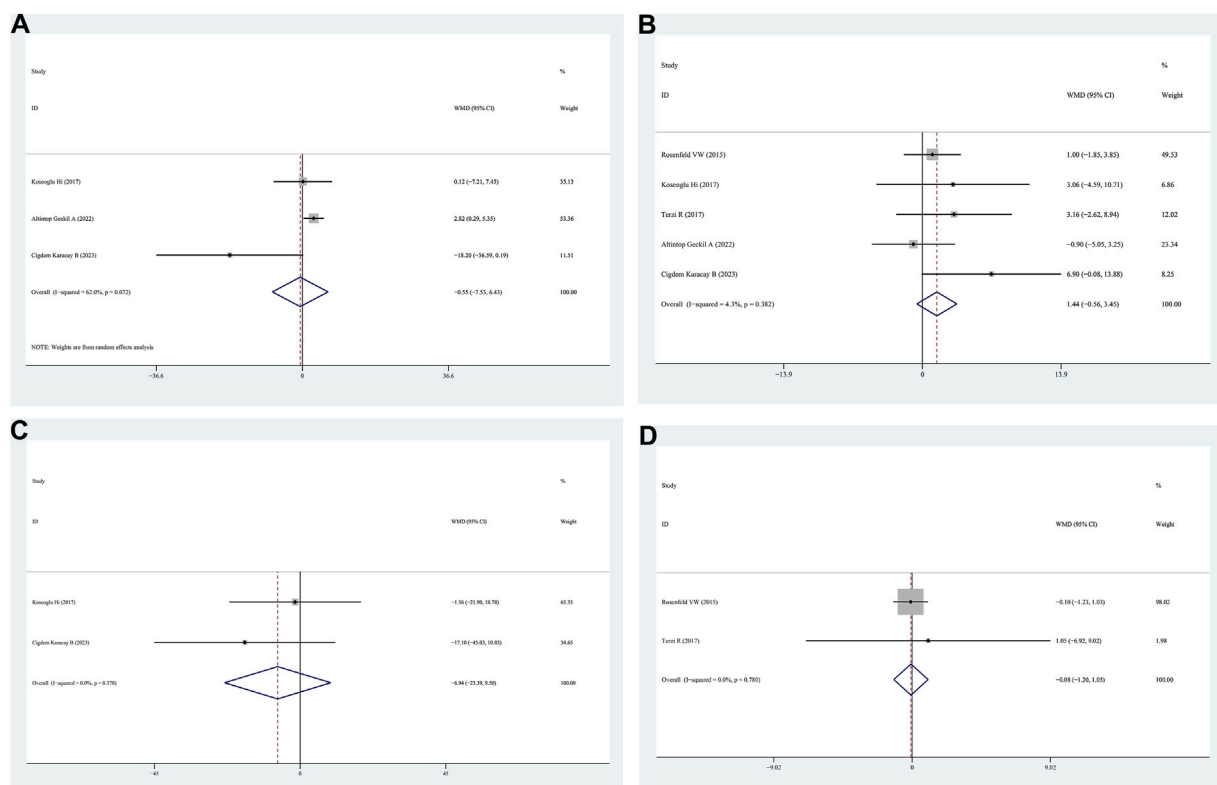 A
Study %
ID WMD (95% CI) Weight
Koseoglu Hi (2017) 0.12 (−7.21, 7.45) 35.13
Altintop Geckil A (2022) 2.82 (0.29, 5.35) 53.36
Cigdem Karacay B (2023) −18.20 (−36.59, 0.19) 11.51
Overall (I−squared = 62.0%, p = 0.072) −0.55 (−7.53, 6.43) 100.00
NOTE: Weights are from random effects analysis
−36.6 0 36.6
B
Study %
ID WMD (95% CI) Weight
Rosenfeld VW (2015) 1.00 (−1.85, 3.85) 49.53
Koseoglu Hi (2017) 3.06 (−4.59, 10.71) 6.86
Terzi R (2017) 3.16 (−2.62, 8.94) 12.02
Altintop Geckil A (2022) −0.90 (−5.05, 3.25) 23.34
Cigdem Karacay B (2023) 6.90 (−0.08, 13.88) 8.25
Overall (I−squared = 4.3%, p = 0.382) 1.44 (−0.56, 3.45) 100.00
−13.9 0 13.9
C
Study %
ID WMD (95% CI) Weight
Koseoglu Hi (2017) −1.56 (−21.90, 18.78) 65.35
Cigdem Karacay B (2023) −17.10 (−45.03, 10.83) 34.65
Overall (I−squared = 0.0%, p = 0.378) −6.94 (−23.39, 9.50) 100.00
−45 0 45
D
Study %
ID WMD (95% CI) Weight
Rosenfeld VW (2015) −0.10 (−1.23, 1.03) 98.02
Terzi R (2017) 1.05 (−6.92, 9.02) 1.98
Overall (I−squared = 0.0%, p = 0.780) −0.08 (−1.20, 1.05) 100.00
−9.02 0 9.02